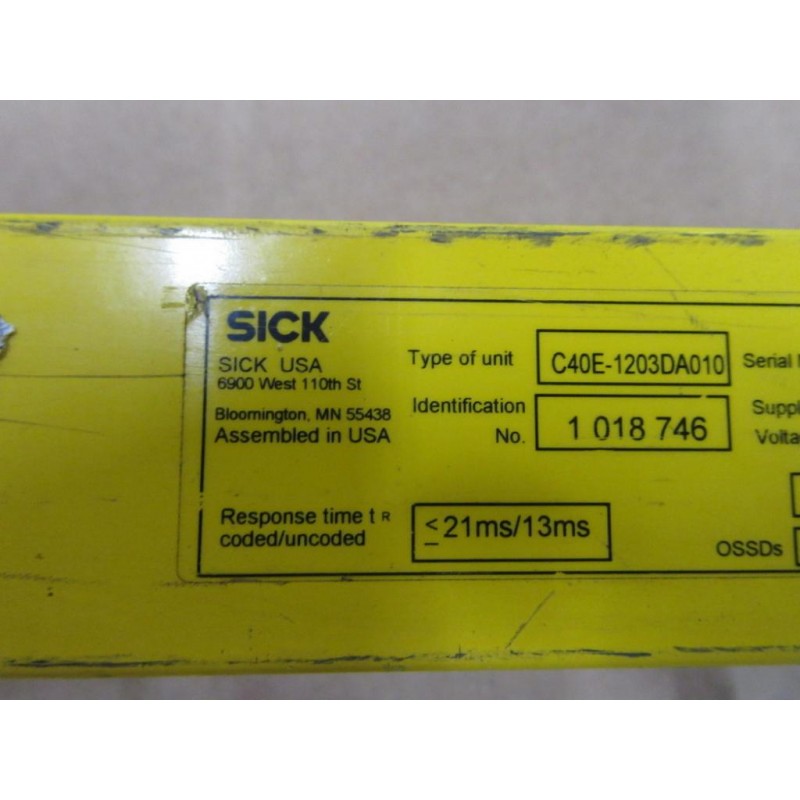 SICK
SICK USA
6900 West 110th St
Bloomington, MN 55438
Assembled in USA
Type of unit
C40E-1203DA010
Serial
Identification
No.
1 018 746
Response time t R
coded/uncoded
≤ 21ms/13ms
OSSDs